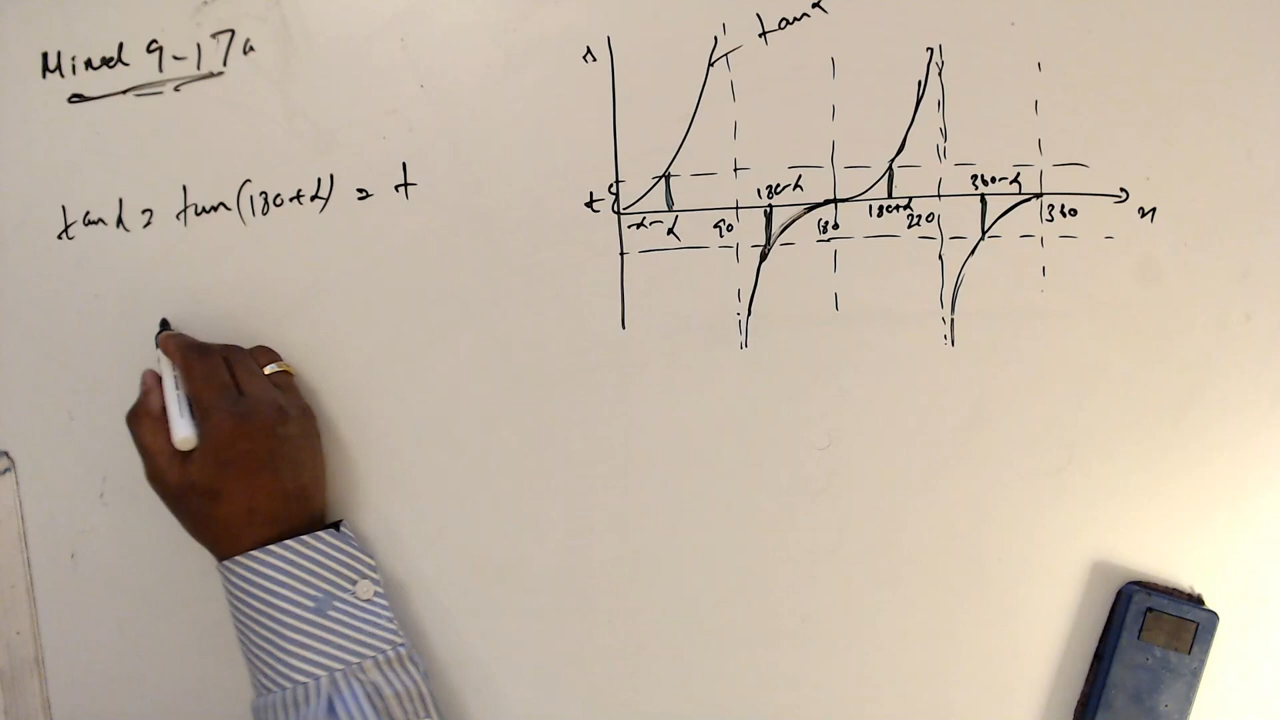 Mixed 9-17a
tan α = tan(180+α) = t
tan x
t
α
90
180-α
180
180+α
270
360-α
360
x